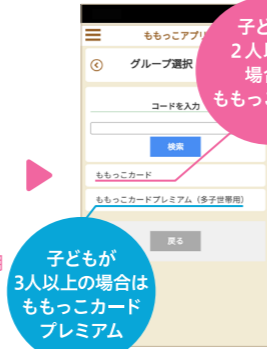 ももっこアプリ
グループ選択
コードを入力
検索
ももっこカード
ももっこカードプレミアム（多子世帯用）
戻る
子ど
2人
場
ももっこ
子どもが
3人以上の場合は
ももっこカード
プレミアム